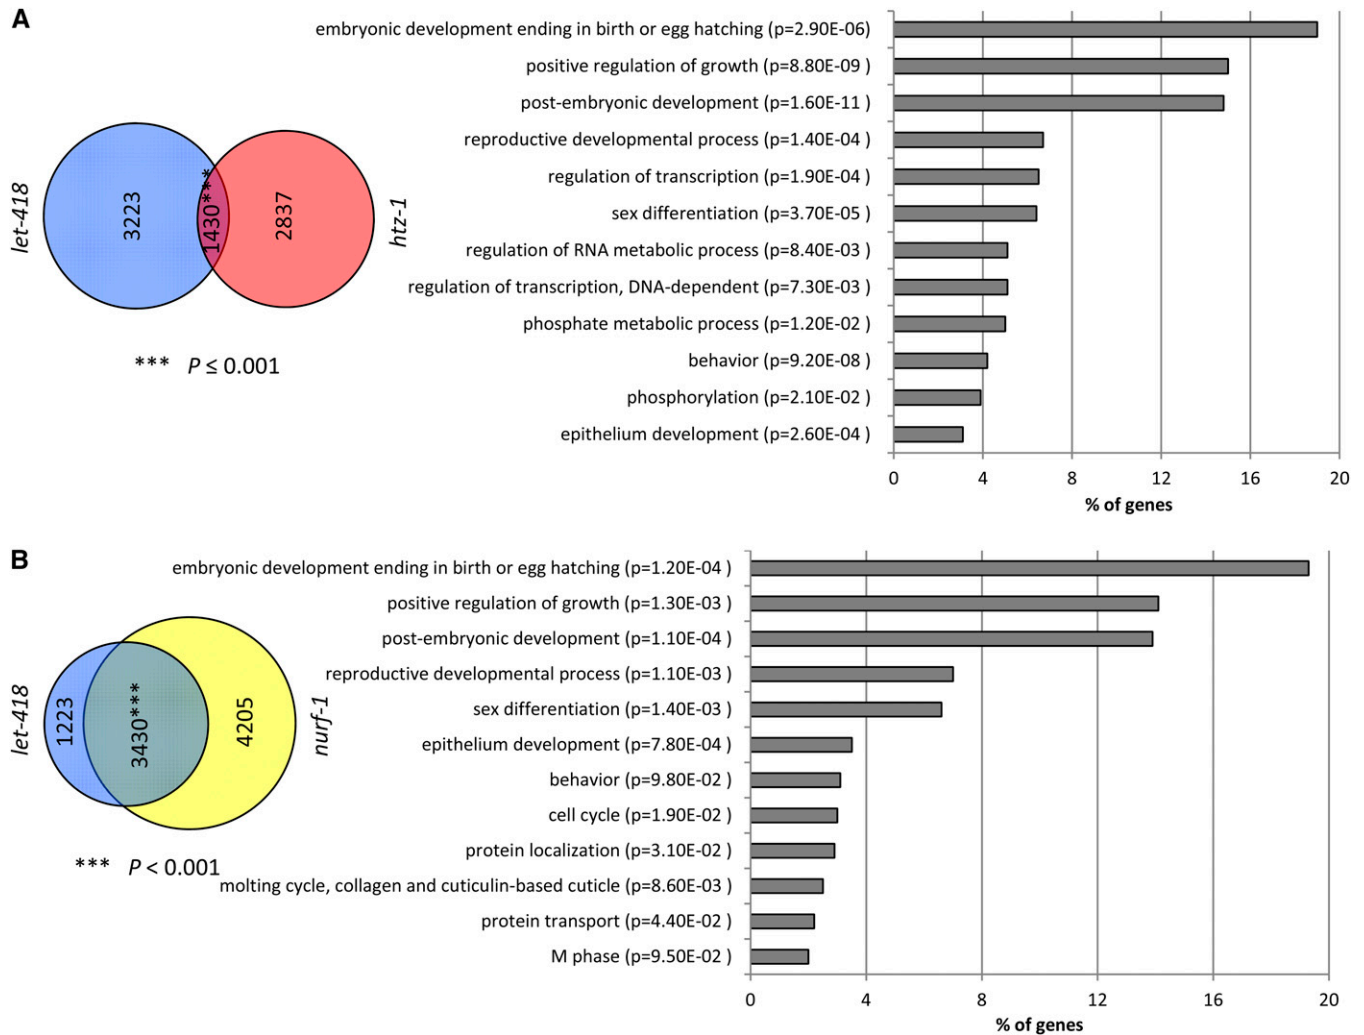 A
embryonic development ending in birth or egg hatching (p=2.90E-06)
positive regulation of growth (p=8.80E-09 )
post-embryonic development (p=1.60E-11 )
reproductive developmental process (p=1.40E-04 )
regulation of transcription (p=1.90E-04 )
sex differentiation (p=3.70E-05 )
regulation of RNA metabolic process (p=8.40E-03 )
regulation of transcription, DNA-dependent (p=7.30E-03 )
phosphate metabolic process (p=1.20E-02 )
behavior (p=9.20E-08 )
phosphorylation (p=2.10E-02 )
epithelium development (p=2.60E-04 )
let-418
3223
1430***
2837
htz-1
*** P ≤ 0.001
0 4 8 12 16 20
% of genes
B
embryonic development ending in birth or egg hatching (p=1.20E-04 )
positive regulation of growth (p=1.30E-03 )
post-embryonic development (p=1.10E-04 )
reproductive developmental process (p=1.10E-03 )
sex differentiation (p=1.40E-03 )
epithelium development (p=7.80E-04 )
behavior (p=9.80E-02 )
cell cycle (p=1.90E-02 )
protein localization (p=3.10E-02 )
molting cycle, collagen and cuticulin-based cuticle (p=8.60E-03 )
protein transport (p=4.40E-02 )
M phase (p=9.50E-02 )
let-418
1223
3430***
4205
nurf-1
*** P < 0.001
0 4 8 12 16 20
% of genes